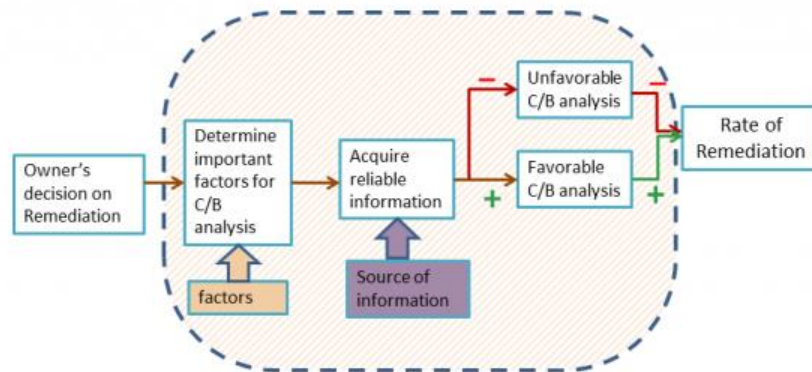 Owner's
decision on
Remediation
Determine
important
factors for
C/B
analysis
factors
Acquire
reliable
information
Source of
information
−
Unfavorable
C/B analysis
−
+
Favorable
C/B analysis
+
Rate of
Remediation